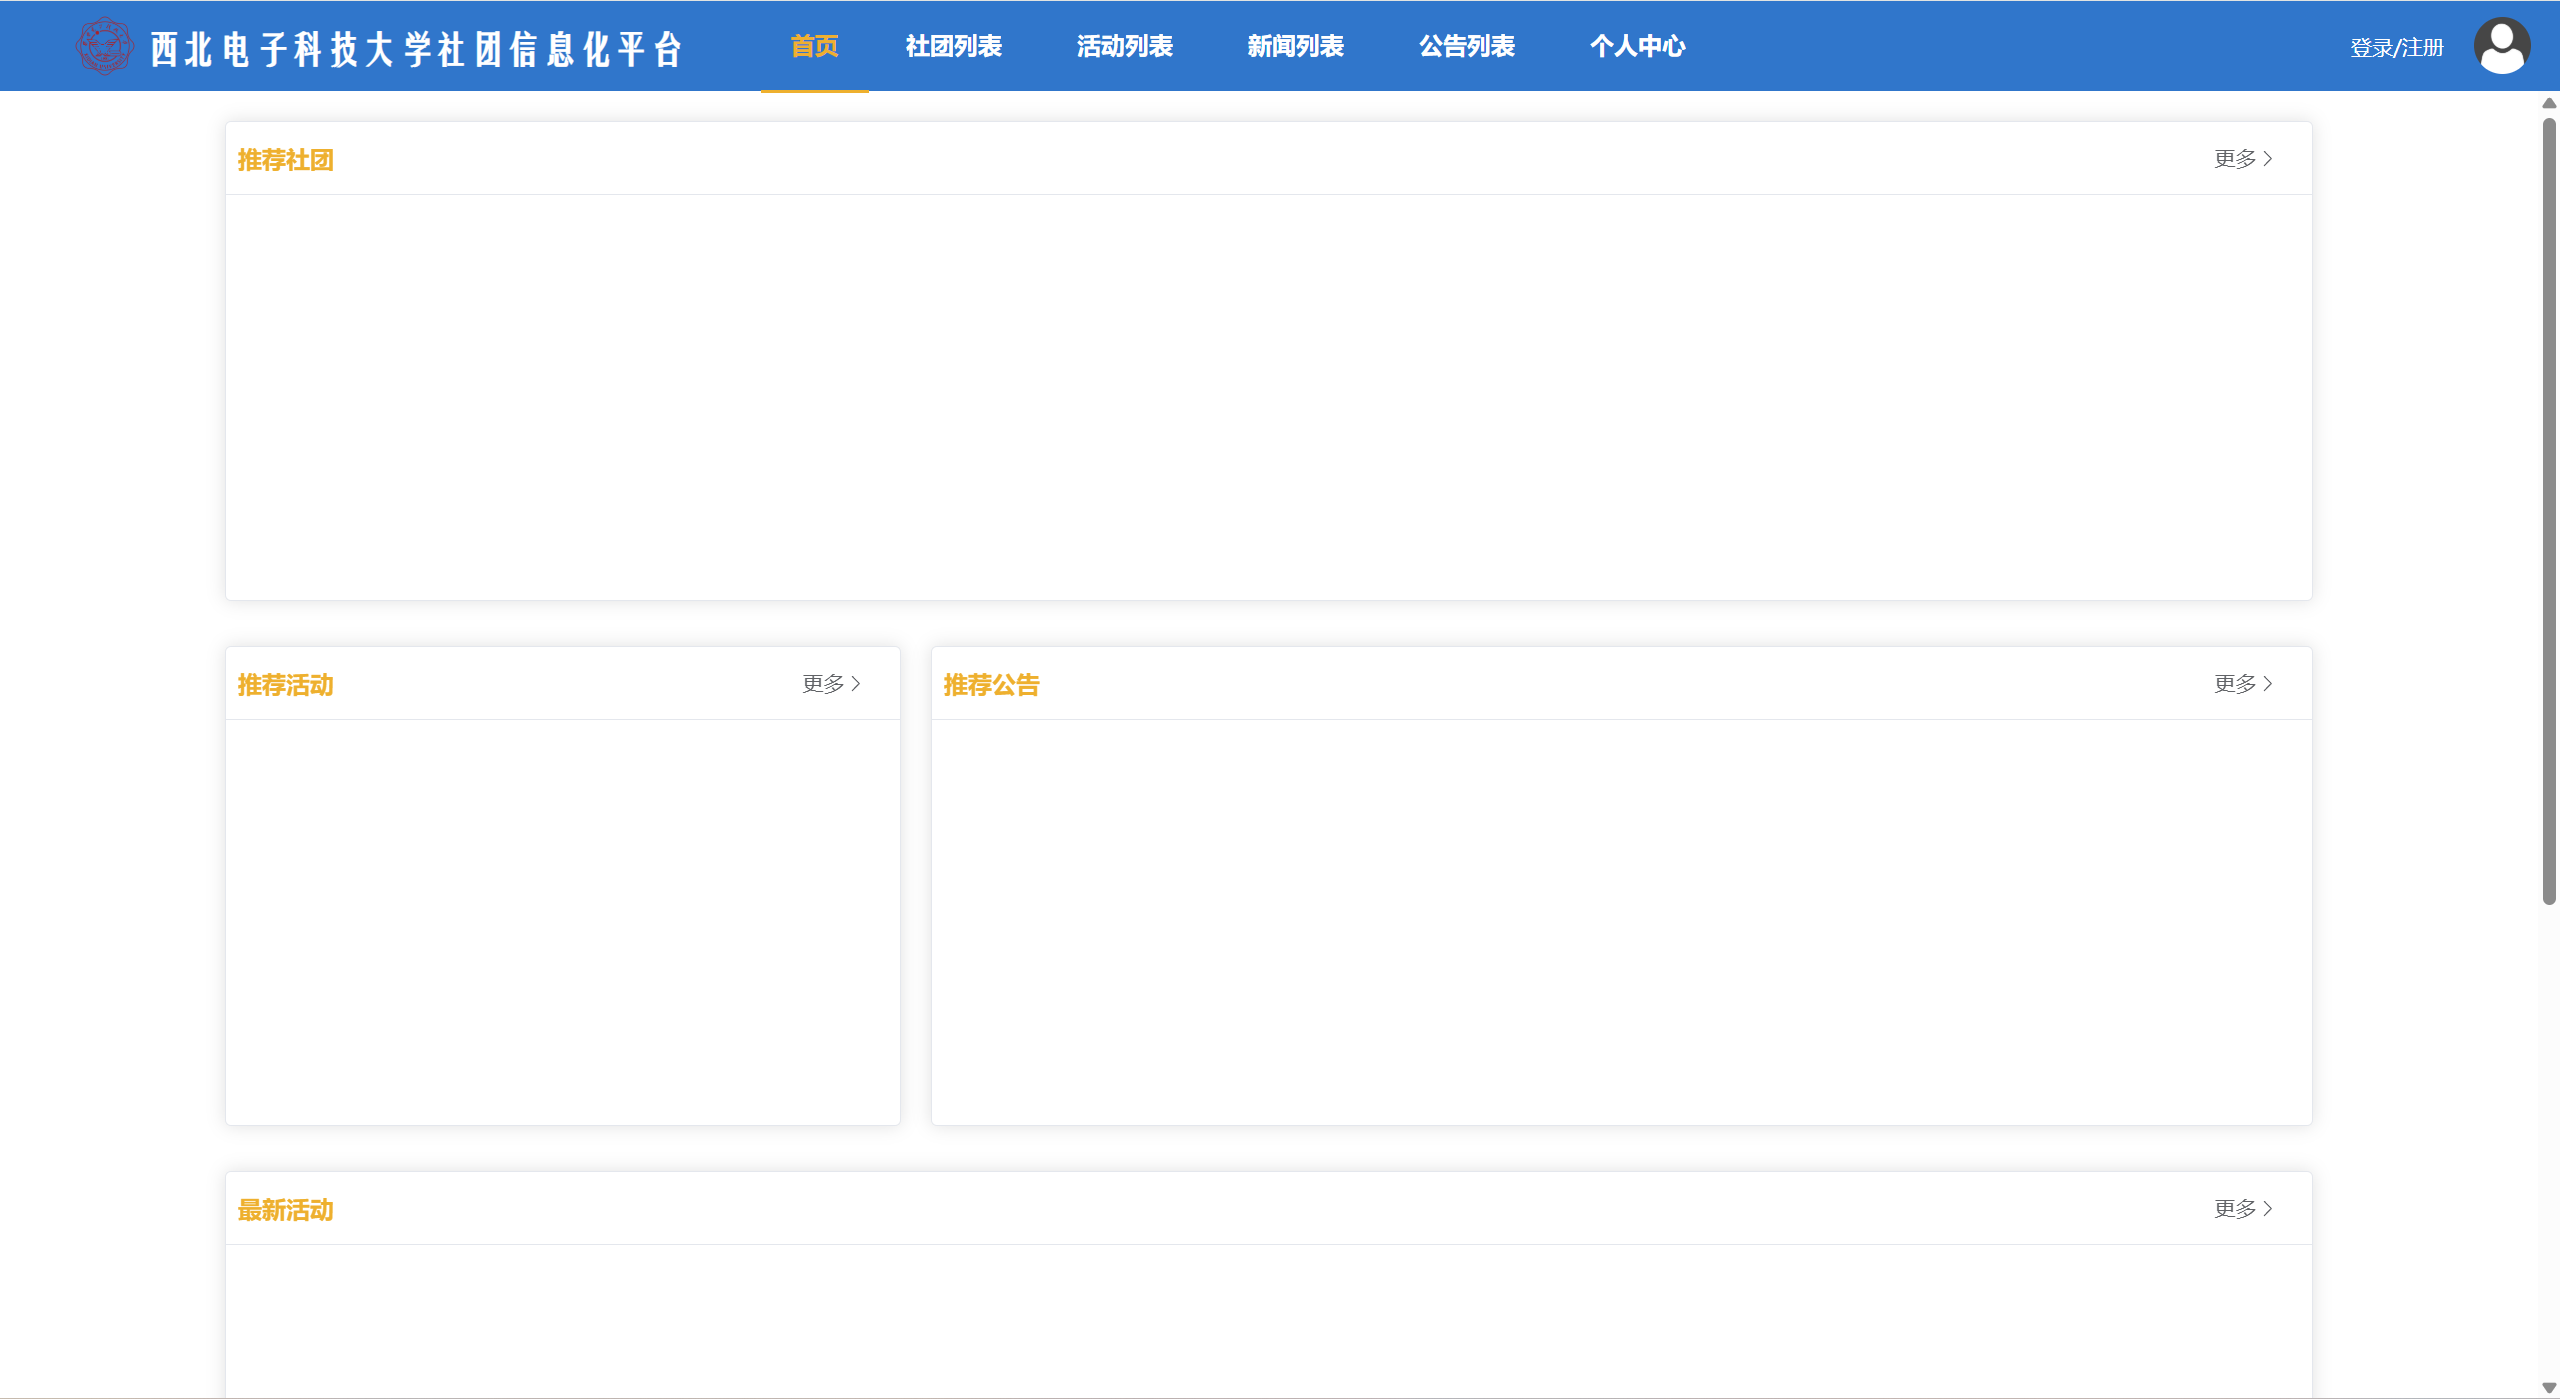 西北电子科技大学社团信息化平台
首页 社团列表 活动列表 新闻列表 公告列表 个人中心
登录/注册
推荐社团
更多
推荐活动
更多
推荐公告
更多
最新活动
更多